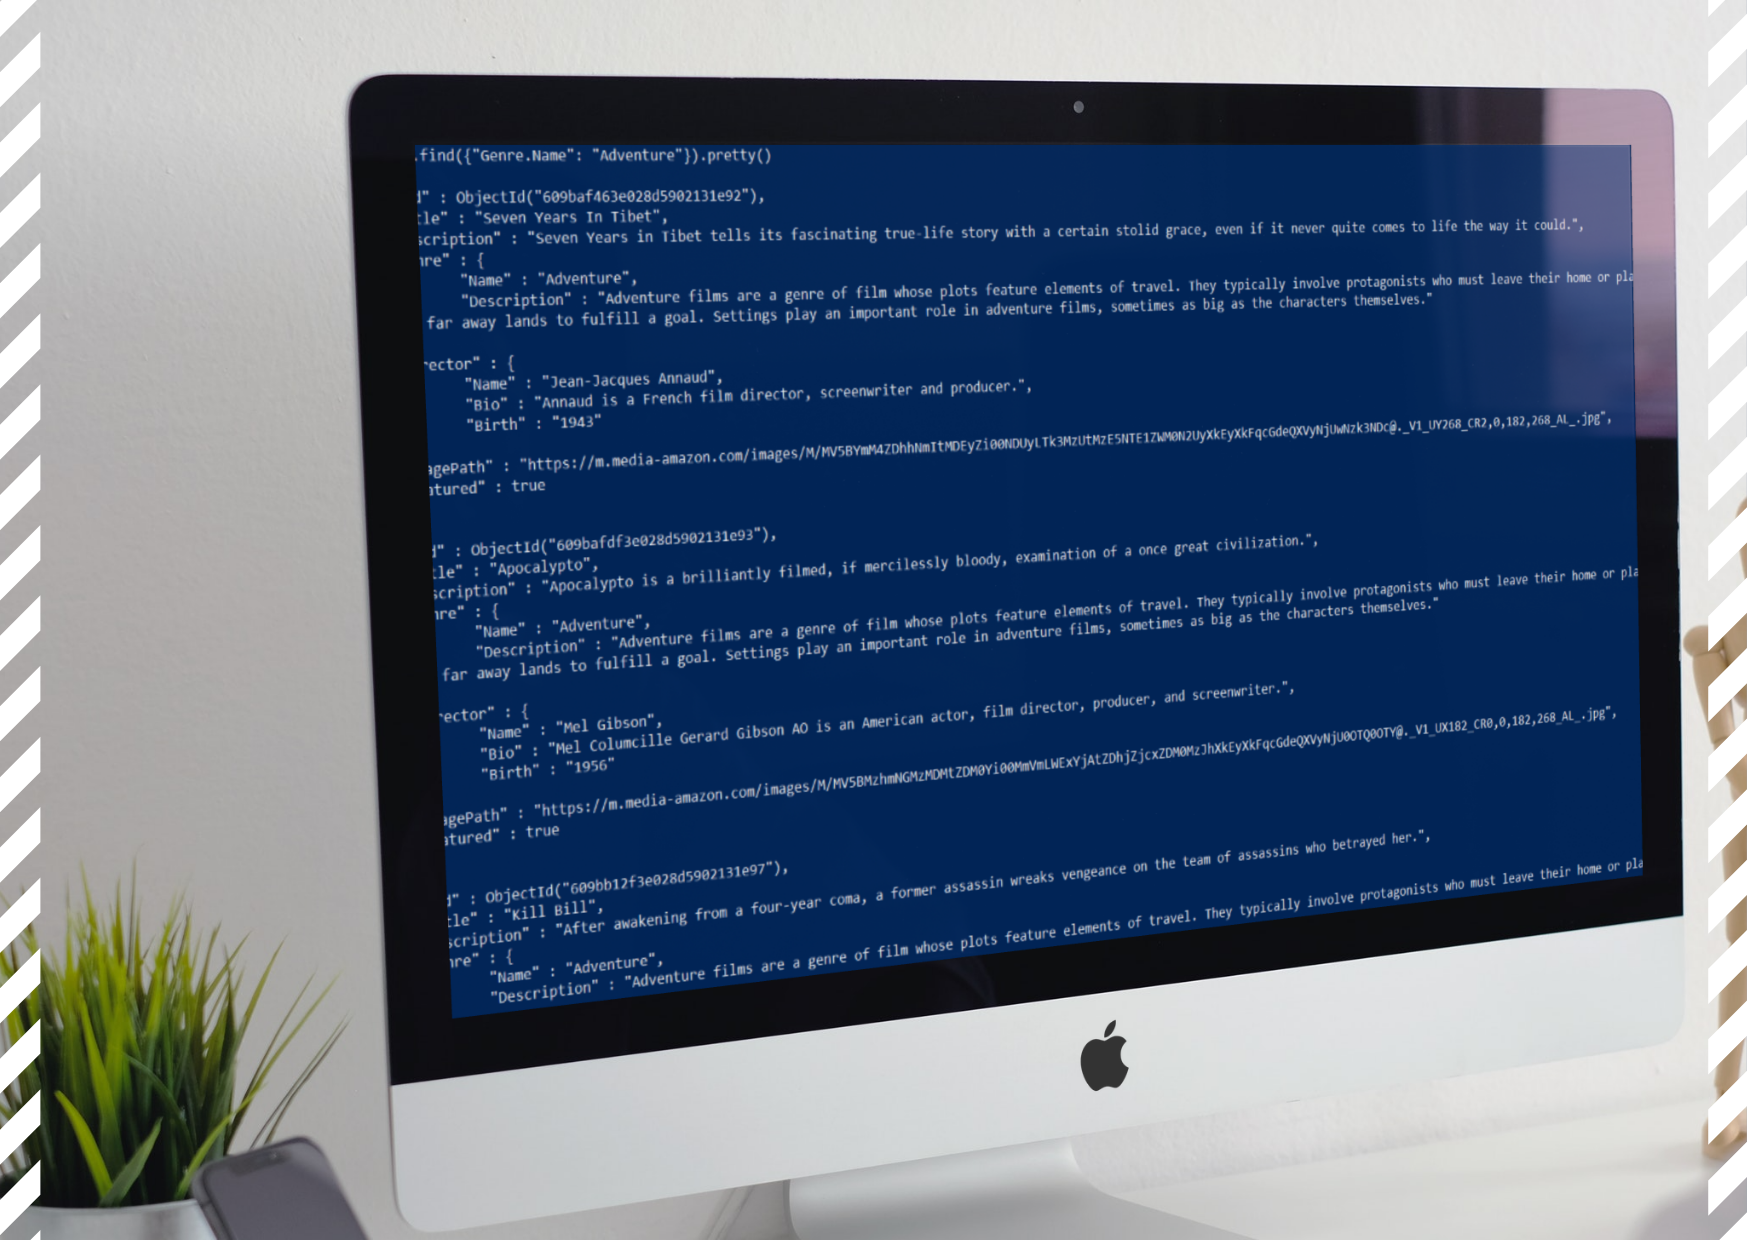 .find({"Genre.Name": "Adventure"}).pretty()
d" : ObjectId("609baf463e028d5902131e92"),
tle" : "Seven Years In Tibet",
scription" : "Seven Years in Tibet tells its fascinating true-life story with a certain stolid grace, even if it never quite comes to life the way it could.",
nre" : {
"Name" : "Adventure",
"Description" : "Adventure films are a genre of film whose plots feature elements of travel. They typically involve protagonists who must leave their home or pla
far away lands to fulfill a goal. Settings play an important role in adventure films, sometimes as big as the characters themselves."
rector" : {
"Name" : "Jean-Jacques Annaud",
"Bio" : "Annaud is a French film director, screenwriter and producer.",
"Birth" : "1943"
agePath" : "https://m.media-amazon.com/images/M/MV5BYmM4ZDhhNmItMDEyZi00NDUyLTk3MzUtMzE5NTE1ZWM0N2UyXkEyXkFqcGdeQXVyNjUwNzk3NDc@._V1_UY268_CR2,0,182,268_AL_.jpg",
atured" : true
d" : ObjectId("609bafdf3e028d5902131e93"),
tle" : "Apocalypto",
scription" : "Apocalypto is a brilliantly filmed, if mercilessly bloody, examination of a once great civilization.",
nre" : {
"Name" : "Adventure",
"Description" : "Adventure films are a genre of film whose plots feature elements of travel. They typically involve protagonists who must leave their home or pla
far away lands to fulfill a goal. Settings play an important role in adventure films, sometimes as big as the characters themselves."
rector" : {
"Name" : "Mel Gibson",
"Bio" : "Mel Columcille Gerard Gibson AO is an American actor, film director, producer, and screenwriter.",
"Birth" : "1956"
agePath" : "https://m.media-amazon.com/images/M/MV5BMzhmNGMzMDMtZDM0Yi00MmVmLWExYjAtZDhjZjcxZDM0MzJhXkEyXkFqcGdeQXVyNjU0OTQ0OTY@._V1_UX182_CR0,0,182,268_AL_.jpg",
atured" : true
d" : ObjectId("609bb12f3e028d5902131e97"),
tle" : "Kill Bill",
scription" : "After awakening from a four-year coma, a former assassin wreaks vengeance on the team of assassins who betrayed her.",
nre" : {
"Name" : "Adventure",
"Description" : "Adventure films are a genre of film whose plots feature elements of travel. They typically involve protagonists who must leave their home or pla